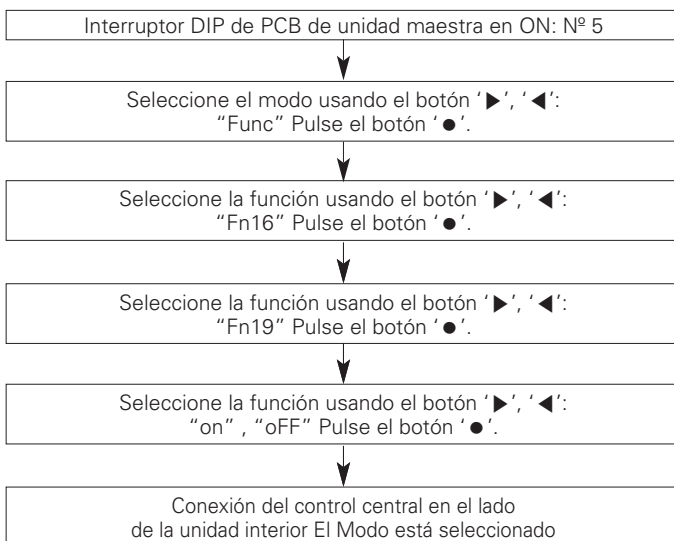 Interruptor DIP de PCB de unidad maestra en ON: Nº 5
Seleccione el modo usando el botón ‘▶’, ‘◀’:
“Func” Pulse el botón ‘●’.
Seleccione la función usando el botón ‘▶’, ‘◀’:
“Fn16” Pulse el botón ‘●’.
Seleccione la función usando el botón ‘▶’, ‘◀’:
“Fn19” Pulse el botón ‘●’.
Seleccione la función usando el botón ‘▶’, ‘◀’:
“on” , “oFF” Pulse el botón ‘●’.
Conexión del control central en el lado
de la unidad interior El Modo está seleccionado